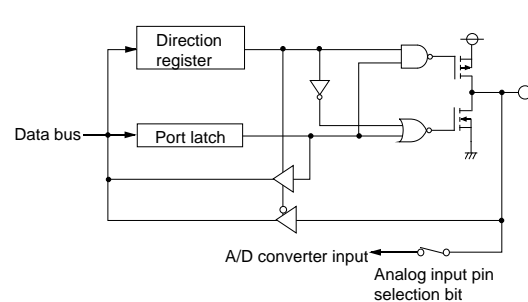 Direction
register
Data bus
Port latch
A/D converter input
Analog input pin
selection bit